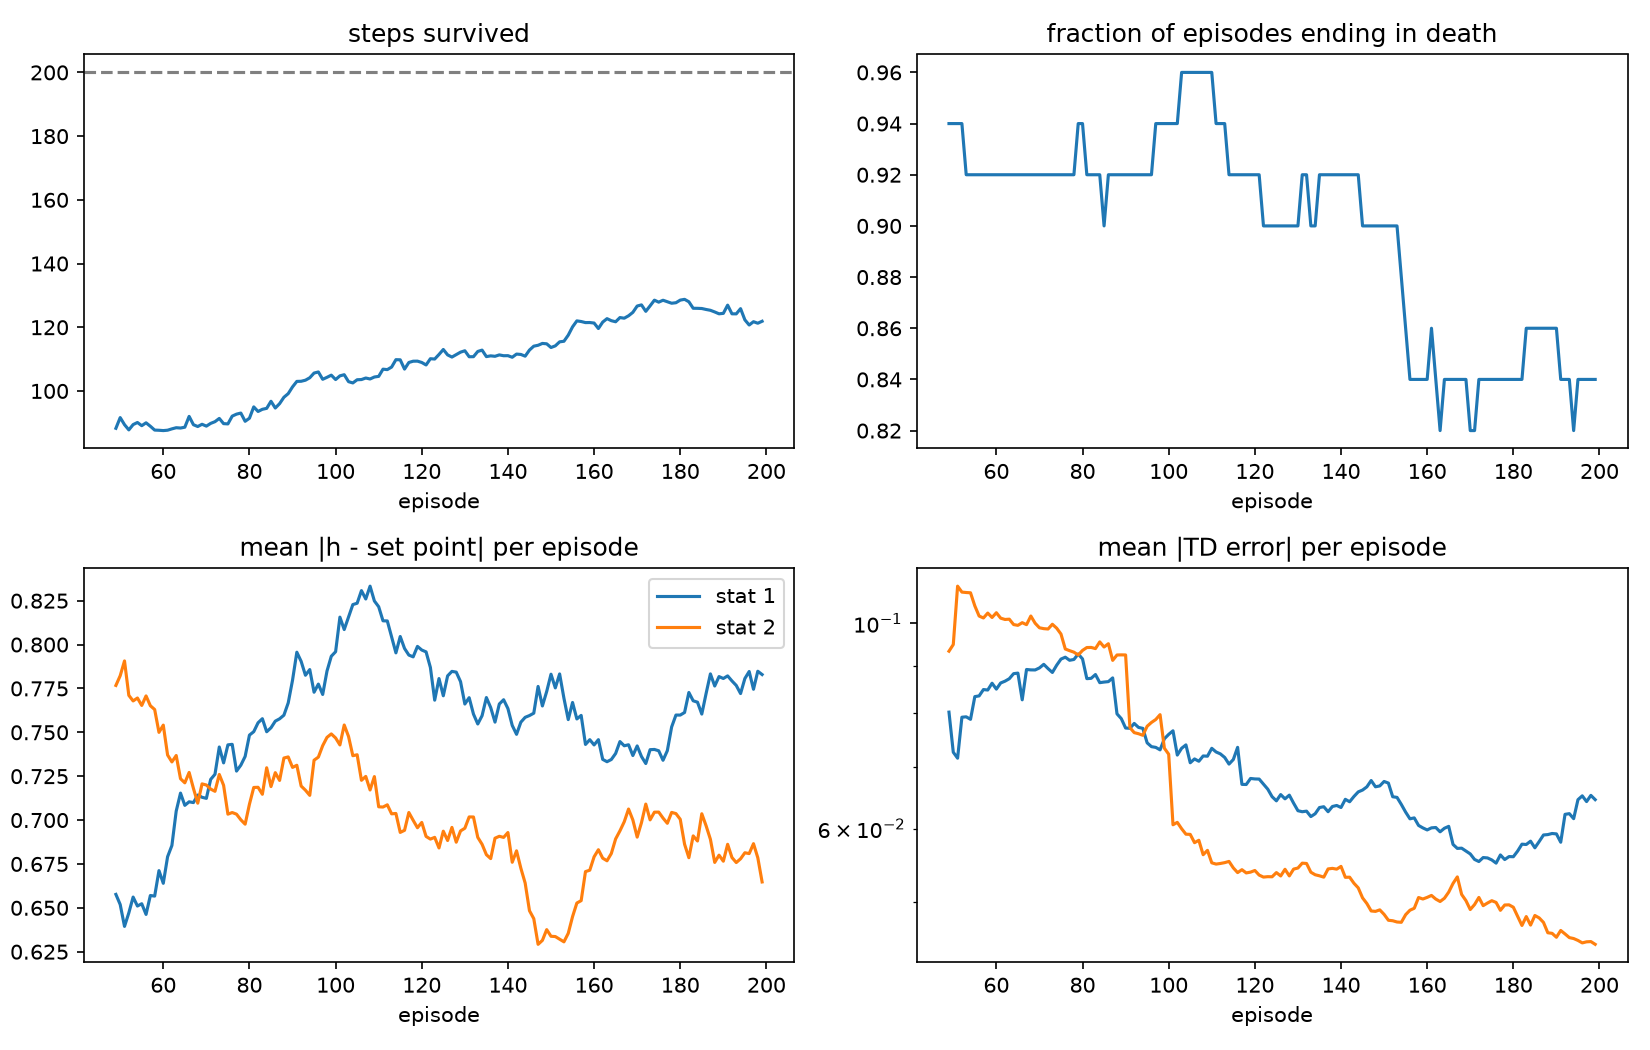 steps survived
200
180
160
140
120
100
60 80 100 120 140 160 180 200
episode
fraction of episodes ending in death
0.96
0.94
0.92
0.90
0.88
0.86
0.84
0.82
60 80 100 120 140 160 180 200
episode
mean |h - set point| per episode
0.825
0.800
0.775
0.750
0.725
0.700
0.675
0.650
0.625
stat 1
stat 2
60 80 100 120 140 160 180 200
episode
mean |TD error| per episode
10⁻¹
6 × 10⁻²
60 80 100 120 140 160 180 200
episode